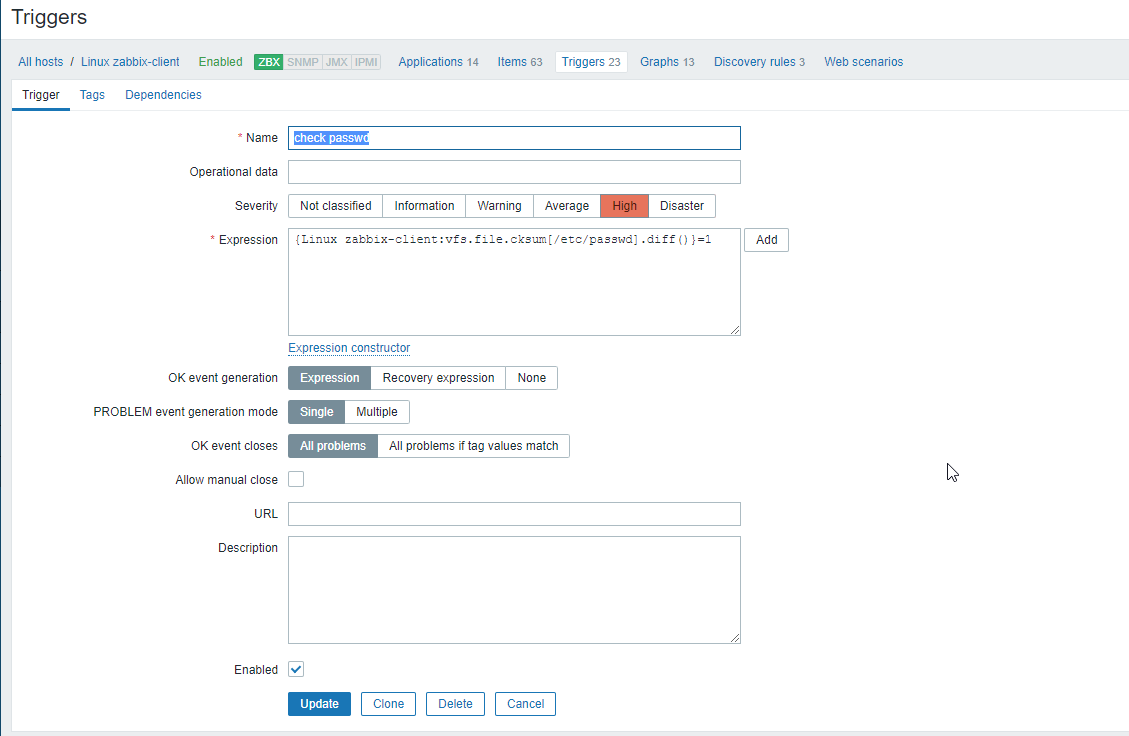 Triggers
All hosts / Linux zabbix-client Enabled ZBX SNMP JMX IPMI Applications 14 Items 63 Triggers 23 Graphs 13 Discovery rules 3 Web scenarios
Trigger Tags Dependencies
* Name check passwd
Operational data
Severity Not classified Information Warning Average High Disaster
* Expression {Linux zabbix-client:vfs.file.cksum[/etc/passwd].diff()}=1 Add
Expression constructor
OK event generation Expression Recovery expression None
PROBLEM event generation mode Single Multiple
OK event closes All problems All problems if tag values match
Allow manual close
URL
Description
Enabled
Update Clone Delete Cancel